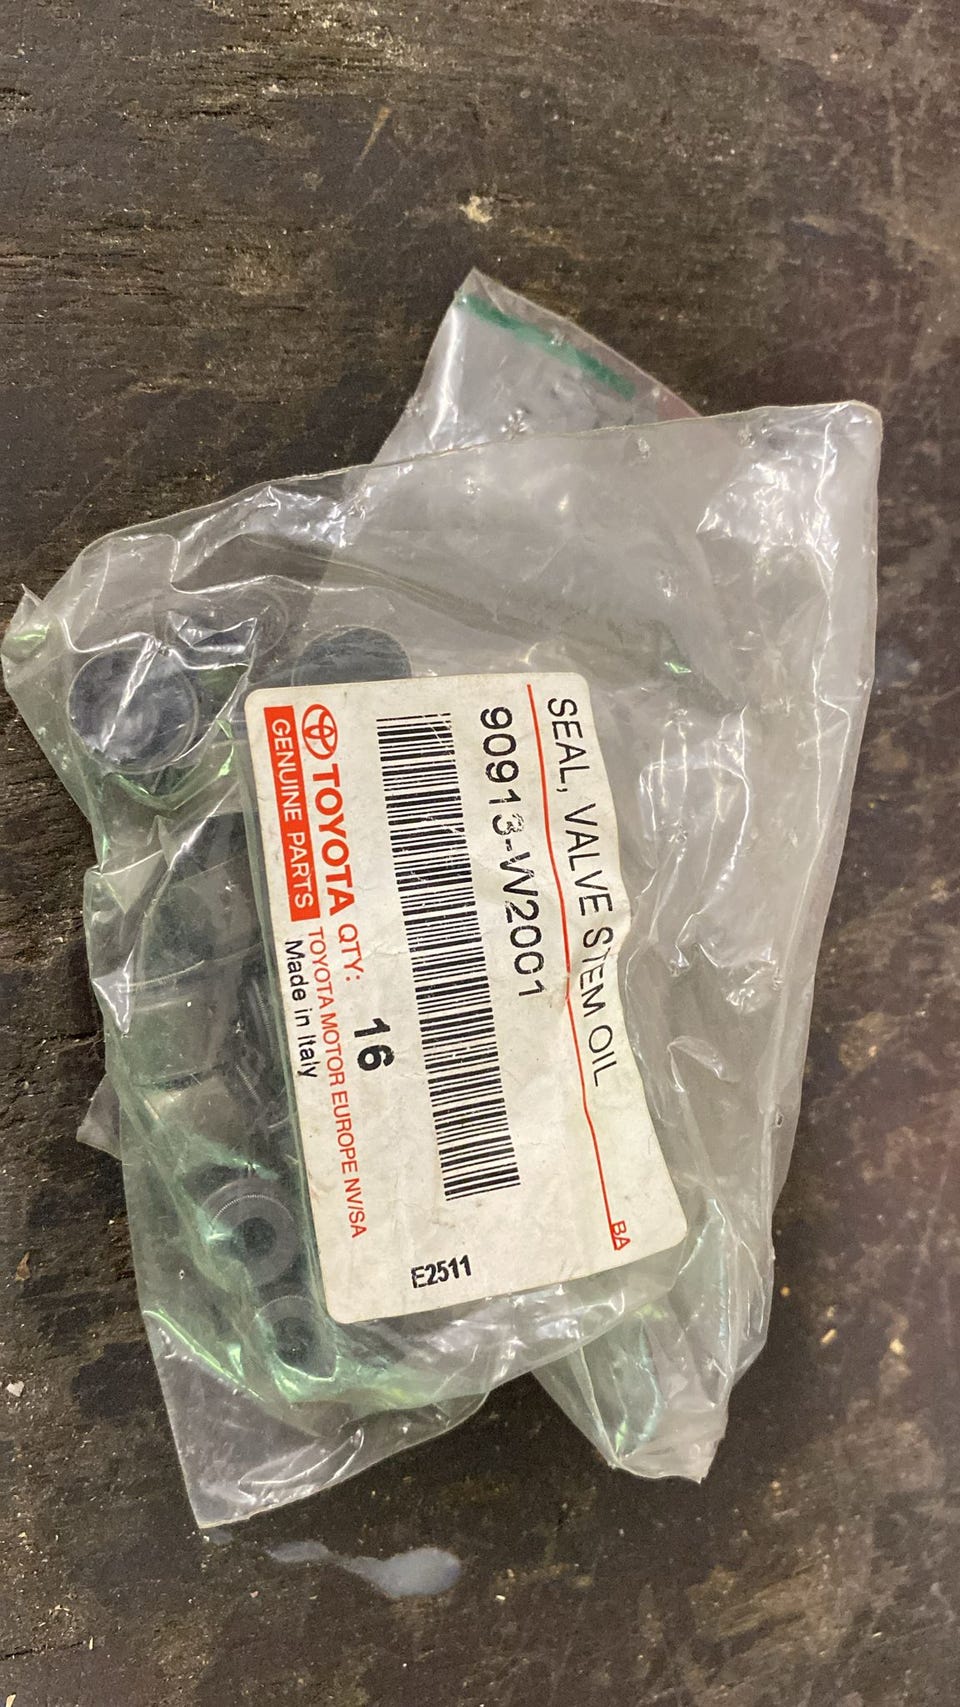 SEAL, VALVE STEM OIL
BA
90913-W2001
QTY: 16
TOYOTA
GENUINE PARTS
TOYOTA MOTOR EUROPE NV/SA
Made in Italy
E2511